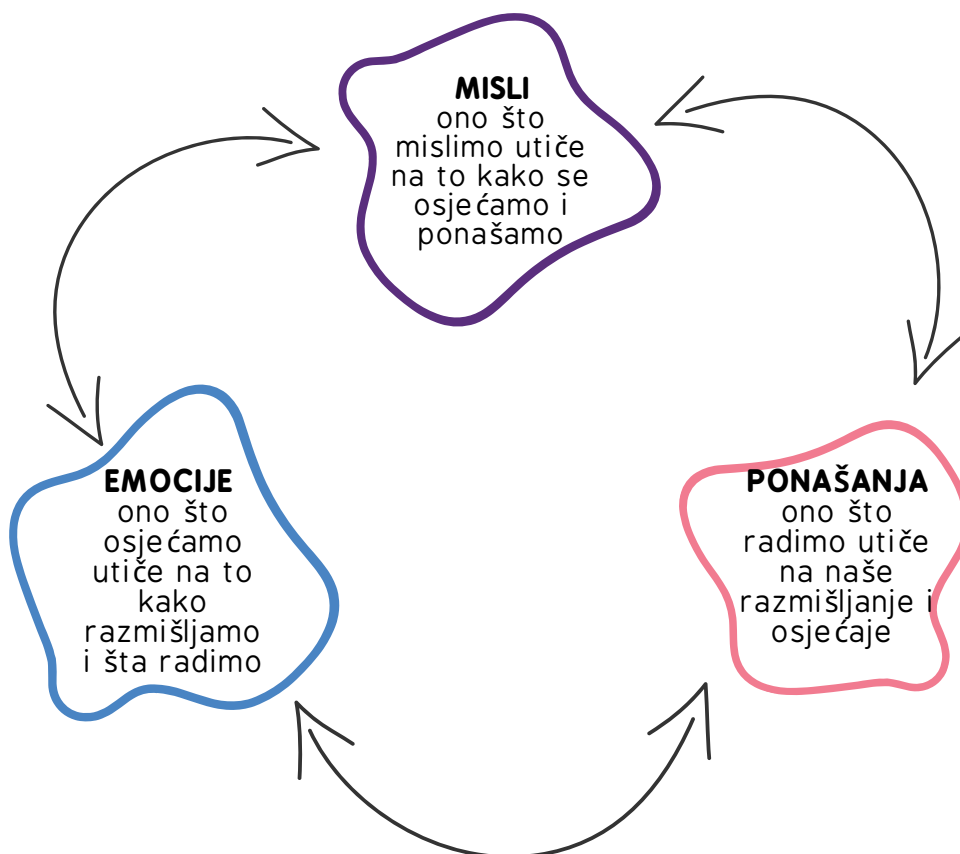 MISLI
ono što
mislimo utiče
na to kako se
osjećamo i
ponašamo
EMOCIJE
ono što
osjećamo
utiče na to
kako
razmišljamo
i šta radimo
PONAŠANJA
ono što
radimo utiče
na naše
razmišljanje i
osjećaje